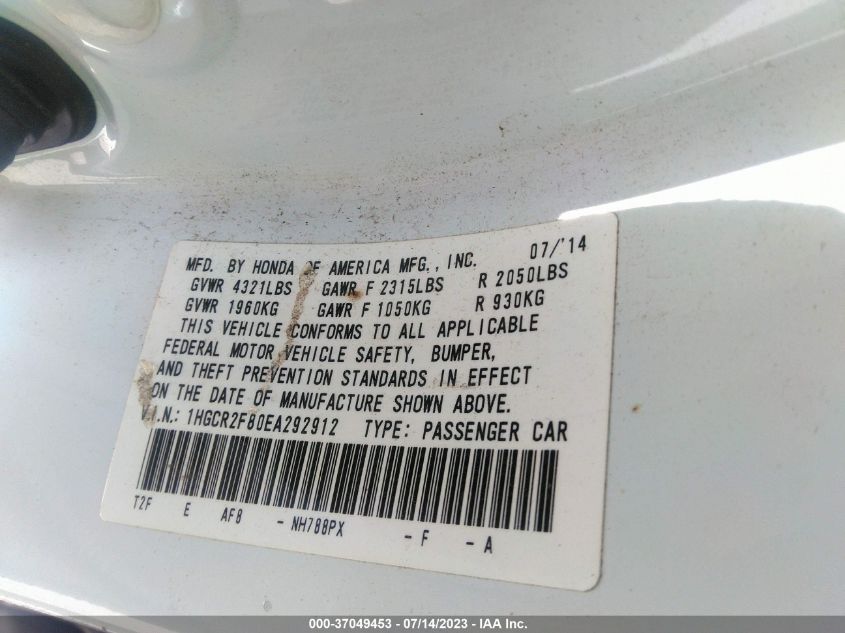 MFD. BY HONDA OF AMERICA MFG., INC. 07/'14
GVWR 4321LBS GAWR F 2315LBS R 2050LBS
GVWR 1960KG GAWR F 1050KG R 930KG
THIS VEHICLE CONFORMS TO ALL APPLICABLE
FEDERAL MOTOR VEHICLE SAFETY, BUMPER,
AND THEFT PREVENTION STANDARDS IN EFFECT
ON THE DATE OF MANUFACTURE SHOWN ABOVE.
V.I.N.: 1HGCR2F80EA292912 TYPE: PASSENGER CAR
T2F E AF8 - NH788PX - F - A
000-37049453 - 07/14/2023 - IAA Inc.